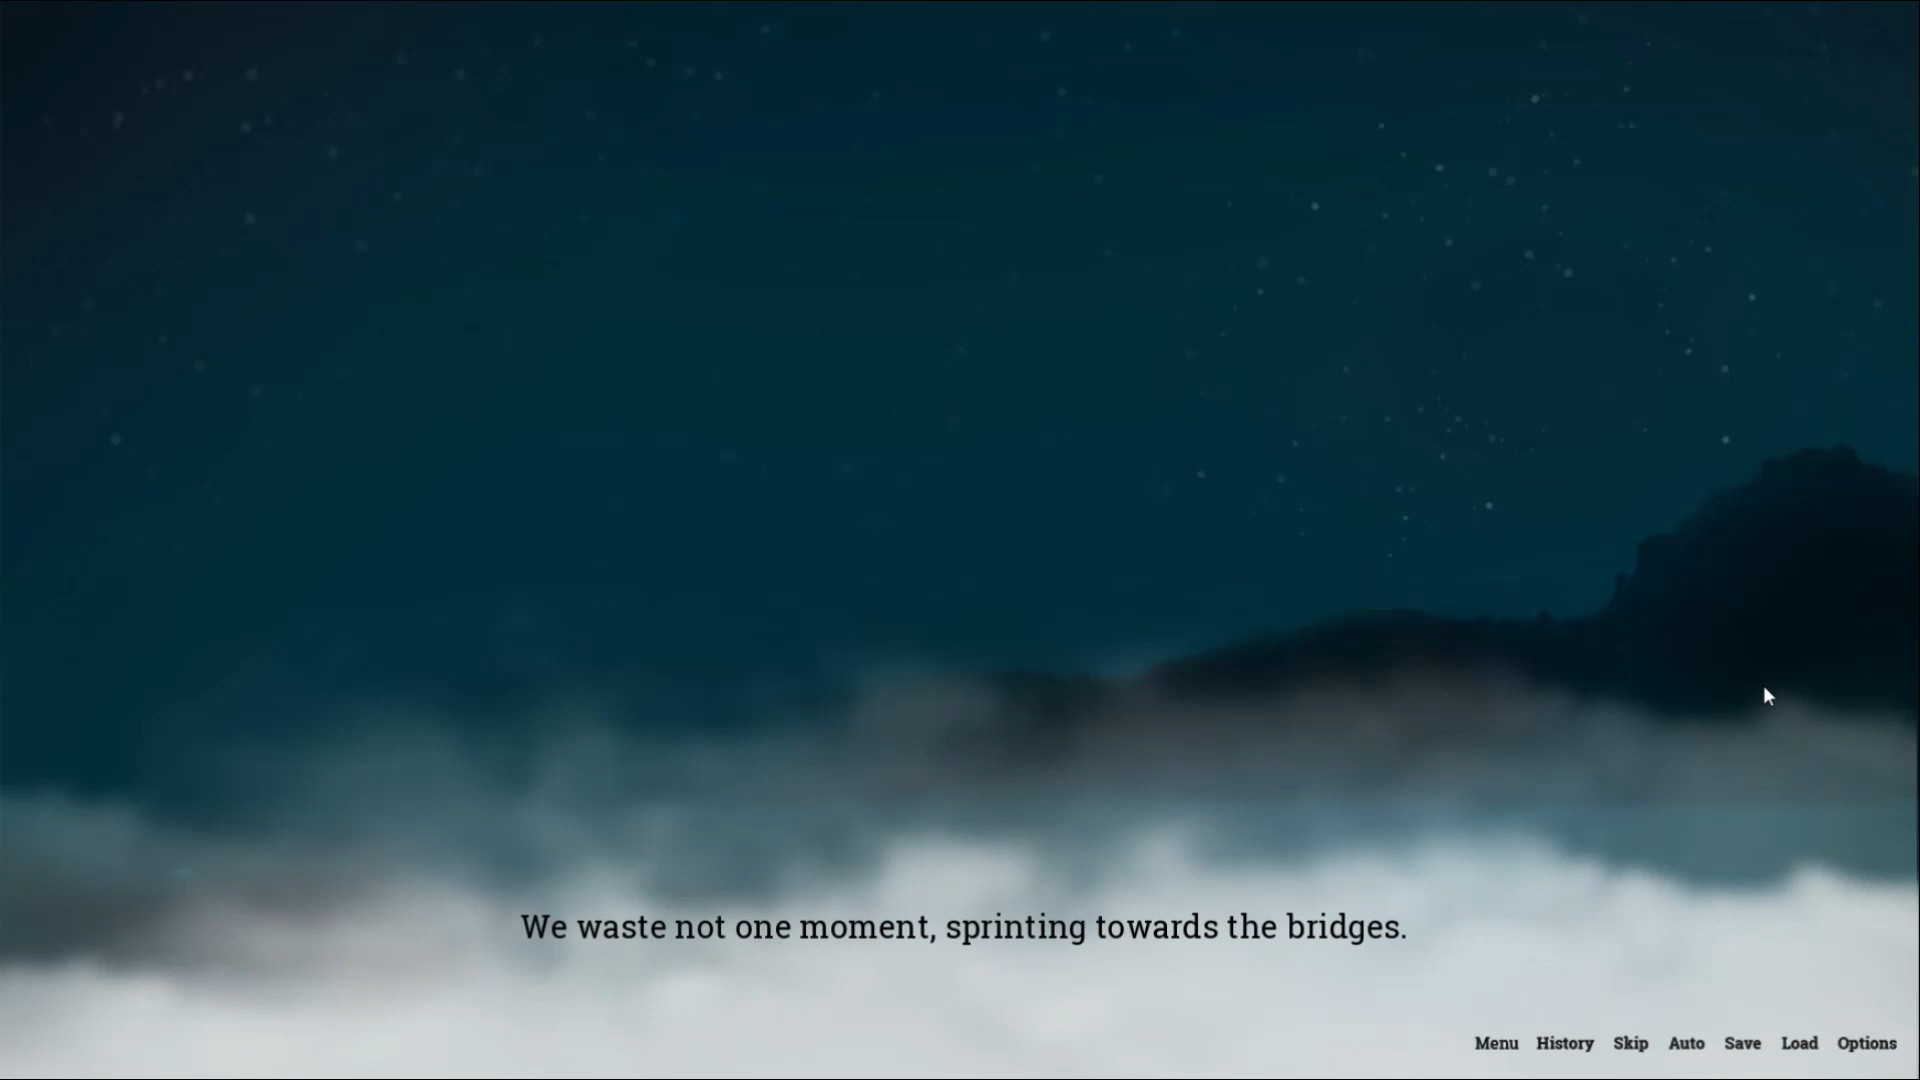 We waste not one moment, sprinting towards the bridges.
Menu History Skip Auto Save Load Options